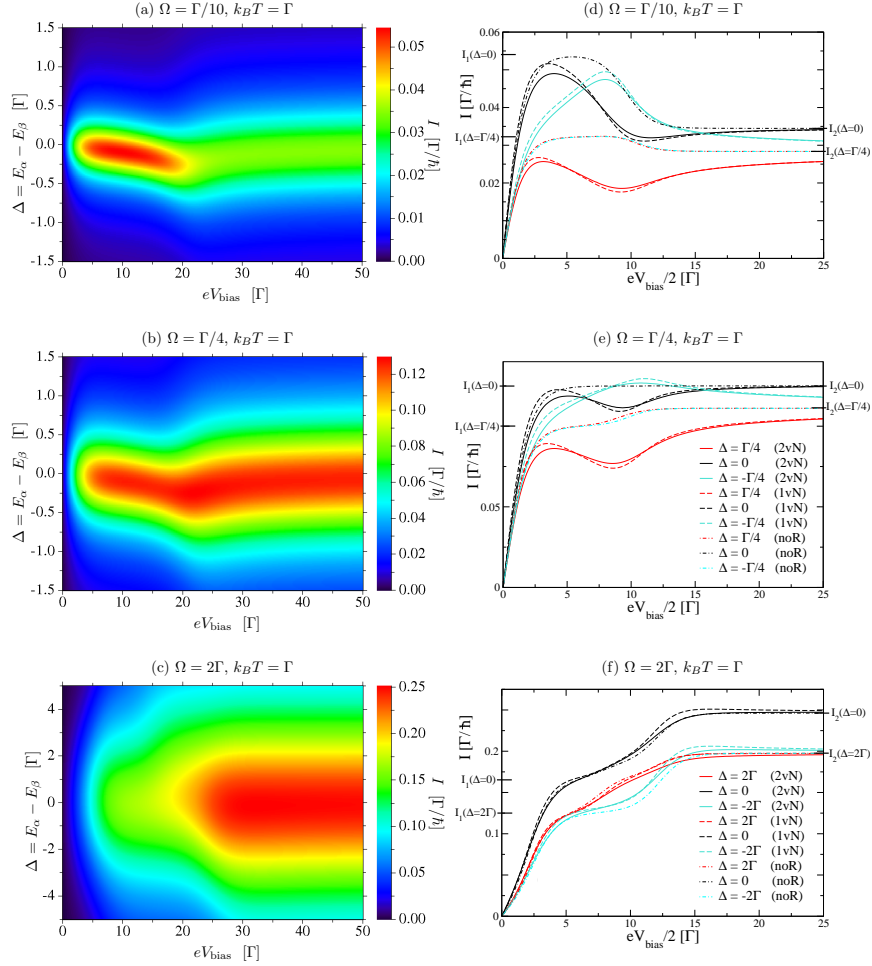 (a) Ω = Γ/10, k_BT = Γ
1.5
1.0
0.5
0.0
-0.5
-1.0
-1.5
Δ = E_α − E_β [Γ]
0 10 20 30 40 50
eV_bias [Γ]
0.05
0.04
0.03
0.02
0.01
0.00
I [Γ/ℏ]
(d) Ω = Γ/10, k_BT = Γ
I_1(Δ=0)
I_1(Δ=Γ/4)
0.06
0.04
0.02
0
I [Γ/ℏ]
I_2(Δ=0)
I_2(Δ=Γ/4)
0 5 10 15 20 25
eV_bias/2 [Γ]
(b) Ω = Γ/4, k_BT = Γ
1.5
1.0
0.5
0.0
-0.5
-1.0
-1.5
Δ = E_α − E_β [Γ]
0 10 20 30 40 50
eV_bias [Γ]
0.12
0.10
0.08
0.06
0.04
0.02
0.00
I [Γ/ℏ]
(e) Ω = Γ/4, k_BT = Γ
I_1(Δ=0)
I_1(Δ=Γ/4)
0.1
0.05
0
I [Γ/ℏ]
I_2(Δ=0)
I_2(Δ=Γ/4)
Δ = Γ/4 (2vN)
Δ = 0 (2vN)
Δ = -Γ/4 (2vN)
Δ = Γ/4 (1vN)
Δ = 0 (1vN)
Δ = -Γ/4 (1vN)
Δ = Γ/4 (noR)
Δ = 0 (noR)
Δ = -Γ/4 (noR)
0 5 10 15 20 25
eV_bias/2 [Γ]
(c) Ω = 2Γ, k_BT = Γ
4
2
0
-2
-4
Δ = E_α − E_β [Γ]
0 10 20 30 40 50
eV_bias [Γ]
0.25
0.20
0.15
0.10
0.05
0.00
I [Γ/ℏ]
(f) Ω = 2Γ, k_BT = Γ
0.2
I_1(Δ=0)
I_1(Δ=2Γ)
0.1
0
I [Γ/ℏ]
I_2(Δ=0)
I_2(Δ=2Γ)
Δ = 2Γ (2vN)
Δ = 0 (2vN)
Δ = -2Γ (2vN)
Δ = 2Γ (1vN)
Δ = 0 (1vN)
Δ = -2Γ (1vN)
Δ = 2Γ (noR)
Δ = 0 (noR)
Δ = -2Γ (noR)
0 5 10 15 20 25
eV_bias/2 [Γ]